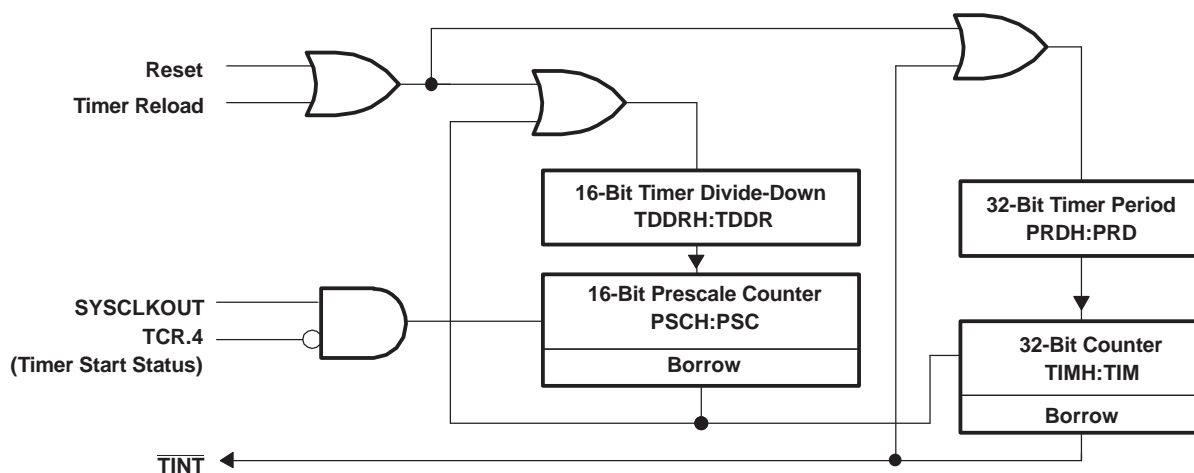 Reset
Timer Reload
16-Bit Timer Divide-Down
TDDRH:TDDR
32-Bit Timer Period
PRDH:PRD
SYSCLKOUT
TCR.4
(Timer Start Status)
16-Bit Prescale Counter
PSCH:PSC
Borrow
32-Bit Counter
TIMH:TIM
Borrow
TINT